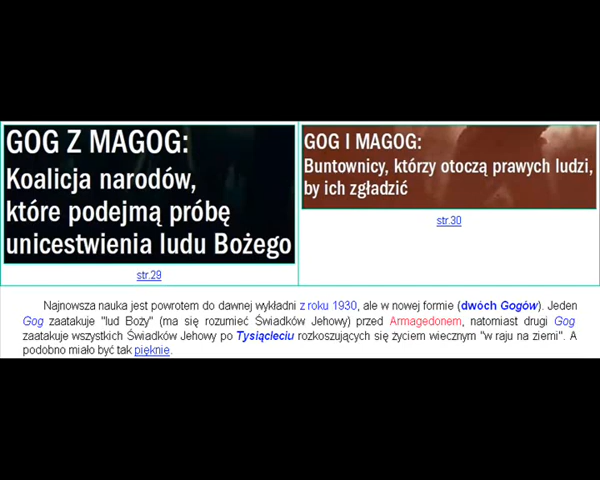 GOG Z MAGOG:
Koalicja narodów,
które podejmą próbę
unicestwienia ludu Bożego
str.29
GOG I MAGOG:
Buntownicy, którzy otoczą prawych ludzi,
by ich zgładzić
str.30
Najnowsza nauka jest powrotem do dawnej wykładni z roku 1930, ale w nowej formie (dwóch Gogów). Jeden
Gog zaatakuje "lud Boży" (ma się rozumieć Świadków Jehowy) przed Armagedonem, natomiast drugi Gog
zaatakuje wszystkich Świadków Jehowy po Tysiącleciu rozkoszujących się życiem wiecznym "w raju na ziemi". A
podobno miało być tak pięknie.